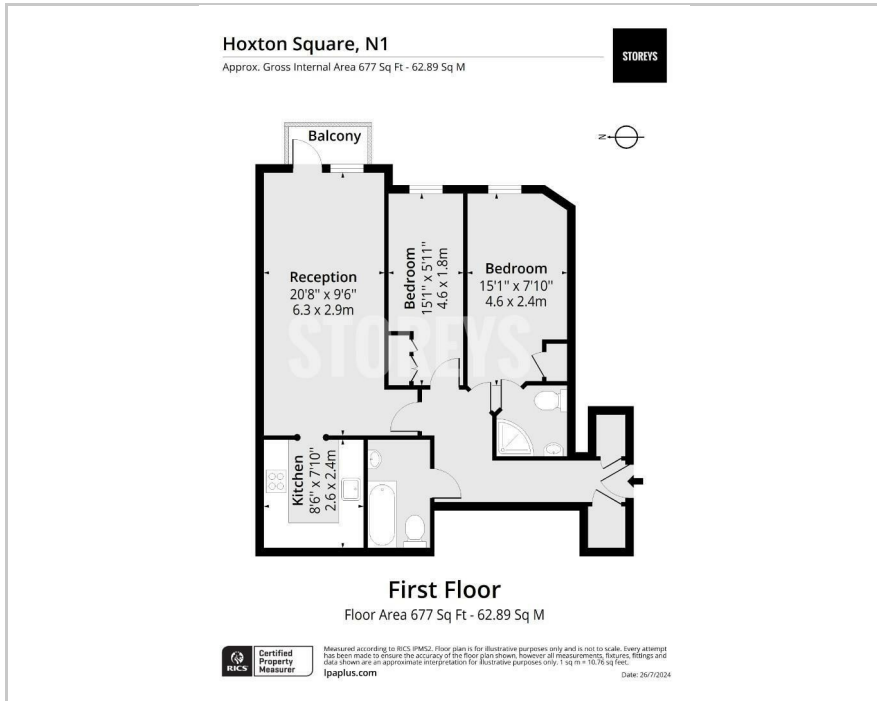 Hoxton Square, N1
Approx. Gross Internal Area 677 Sq Ft - 62.89 Sq M
STOREYS
N
Balcony
Reception
20'8" x 9'6"
6.3 x 2.9m
Bedroom
15'1" x 5'11"
4.6 x 1.8m
Bedroom
15'1" x 7'10"
4.6 x 2.4m
STOREYS
Kitchen
8'6" x 7'10"
2.6 x 2.4m
First Floor
Floor Area 677 Sq Ft - 62.89 Sq M
RICS
Certified
Property
Measurer
Measured according to RICS IPMS2. Floor plan is for illustrative purposes only and is not to scale. Every attempt
has been made to ensure the accuracy of the floor plan shown, however all measurements, fixtures, fittings and
data shown are an approximate interpretation for illustrative purposes only. 1 sq m = 10.76 sq feet.
lpaplus.com
Date: 26/7/2024